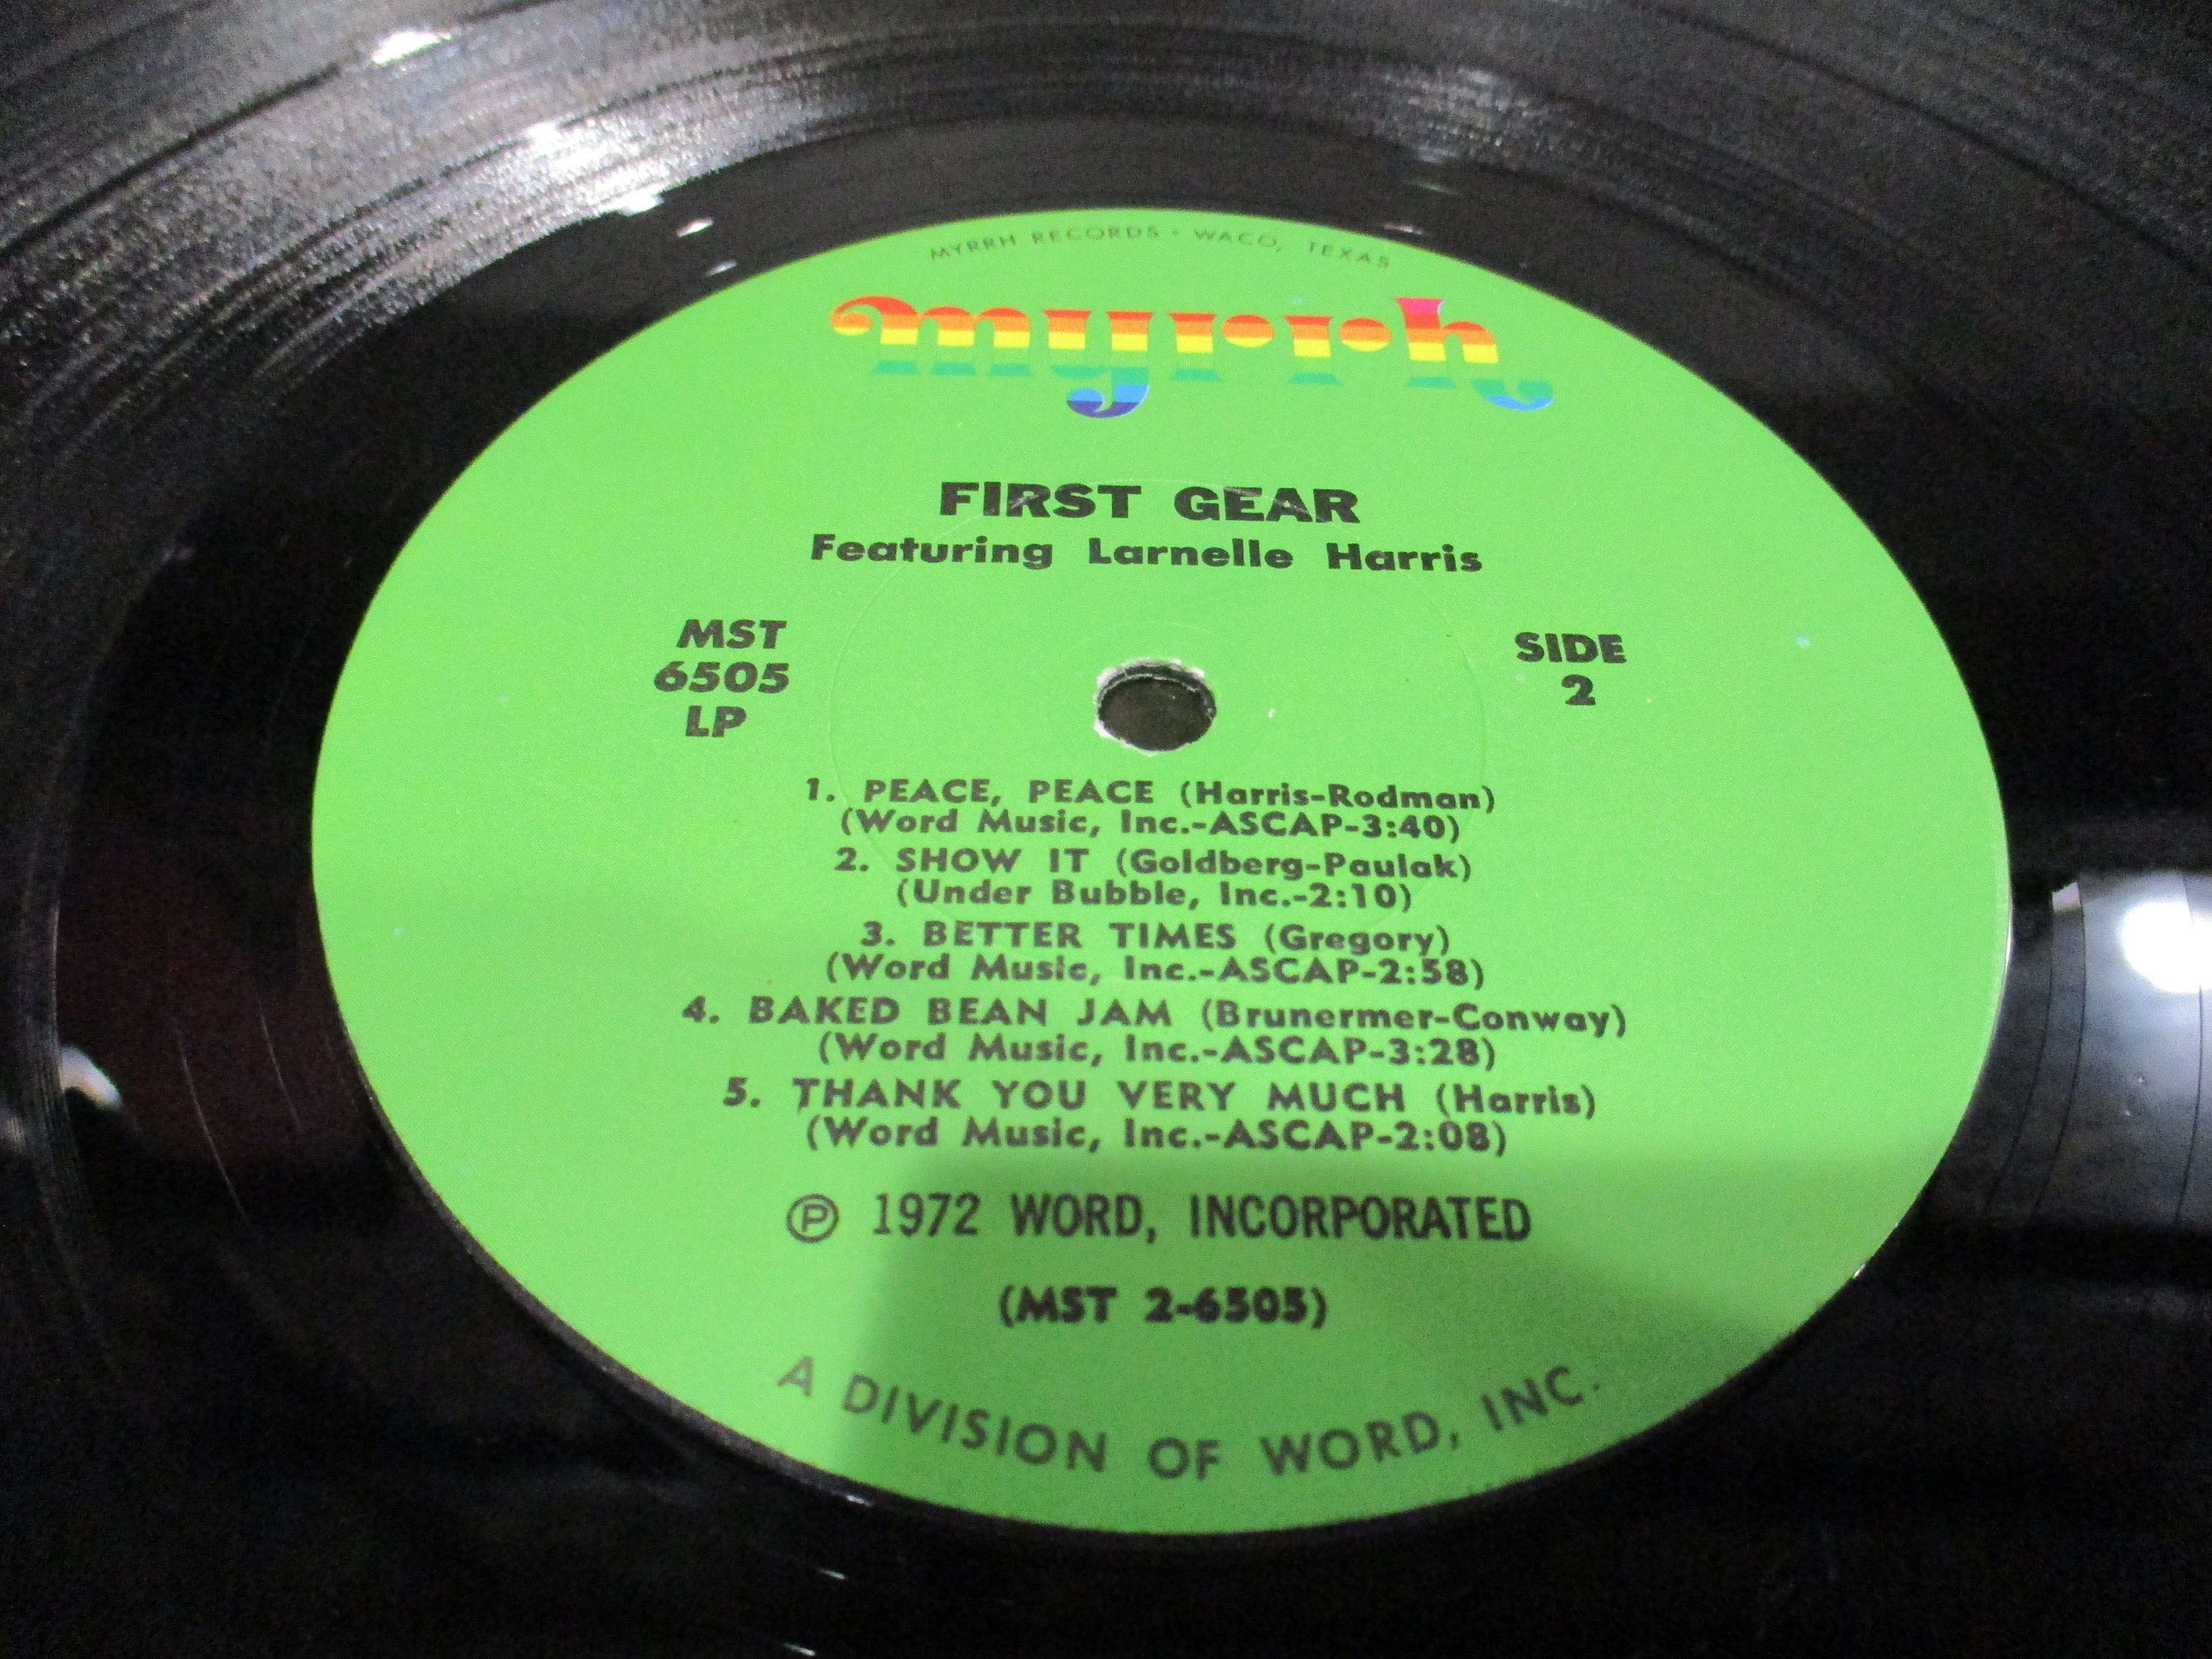 MYRRH RECORDS • WACO, TEXAS
myrrh
FIRST GEAR
Featuring Larnelle Harris
MST
6505
LP
SIDE
2
1. PEACE, PEACE (Harris-Rodman)
(Word Music, Inc.-ASCAP-3:40)
2. SHOW IT (Goldberg-Paulak)
(Under Bubble, Inc.-2:10)
3. BETTER TIMES (Gregory)
(Word Music, Inc.-ASCAP-2:58)
4. BAKED BEAN JAM (Brunermer-Conway)
(Word Music, Inc.-ASCAP-3:28)
5. THANK YOU VERY MUCH (Harris)
(Word Music, Inc.-ASCAP-2:08)
Ⓟ 1972 WORD, INCORPORATED
(MST 2-6505)
A DIVISION OF WORD, INC.